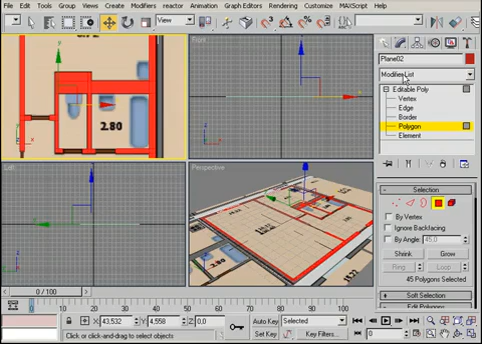 File Edit Tools Group Views Create Modifiers reactor Animation Graph Editors Rendering Customize MAXScript Help
View
Plane02
Modifier List
Editable Poly
Vertex
Edge
Border
Polygon
Element
Front
2.80
Left
Perspective
Selection
By Vertex
Ignore Backfacing
By Angle: 45,0
Shrink Grow
Ring Loop
45 Polygons Selected
Soft Selection
0 / 100
0 10 20 30 40 50 60 70 80 90 100
X: 43,532 Y: 4,558 Z: 0,0
Auto Key Selected
Set Key Key Filters...
0
Click or click-and-drag to select objects